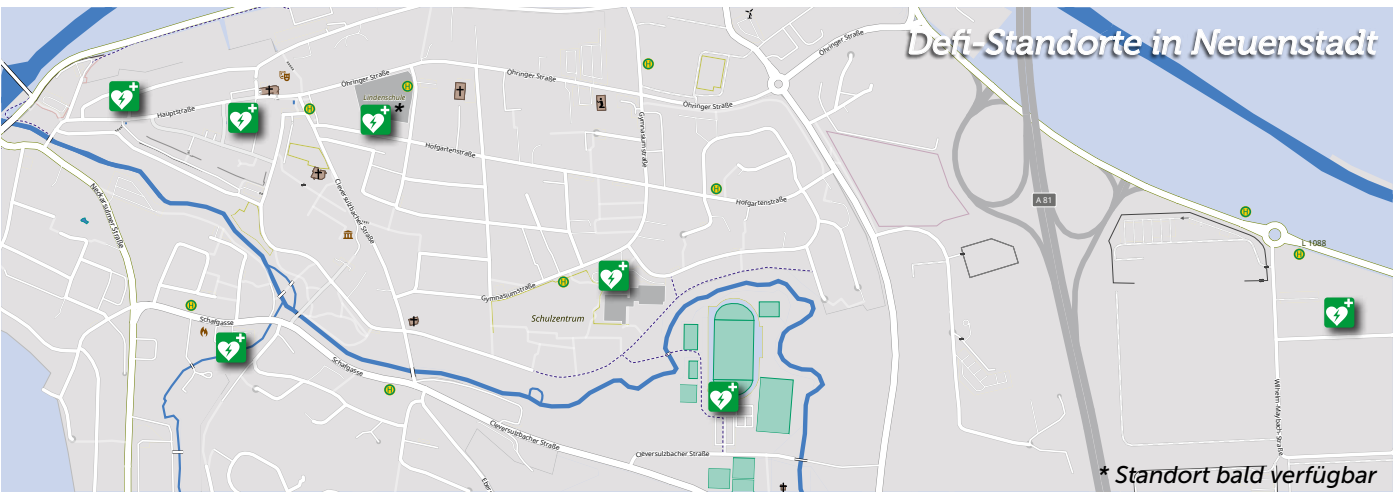 Defi-Standorte in Neuenstadt
Öhringer Straße
Öhringer Straße
Öhringer Straße
Öhringer Straße
Lindenschule
*
Hauptstraße
Hofgartenstraße
Gymnasiumstraße
Hofgartenstraße
Cleversulzbacher Straße
Neckarsulmer Straße
A 81
L 1088
Gymnasiumstraße
Schulzentrum
Schafgasse
Schafgasse
Cleversulzbacher Straße
Cleversulzbacher Straße
Wilhelm-Maybach-Straße
* Standort bald verfügbar